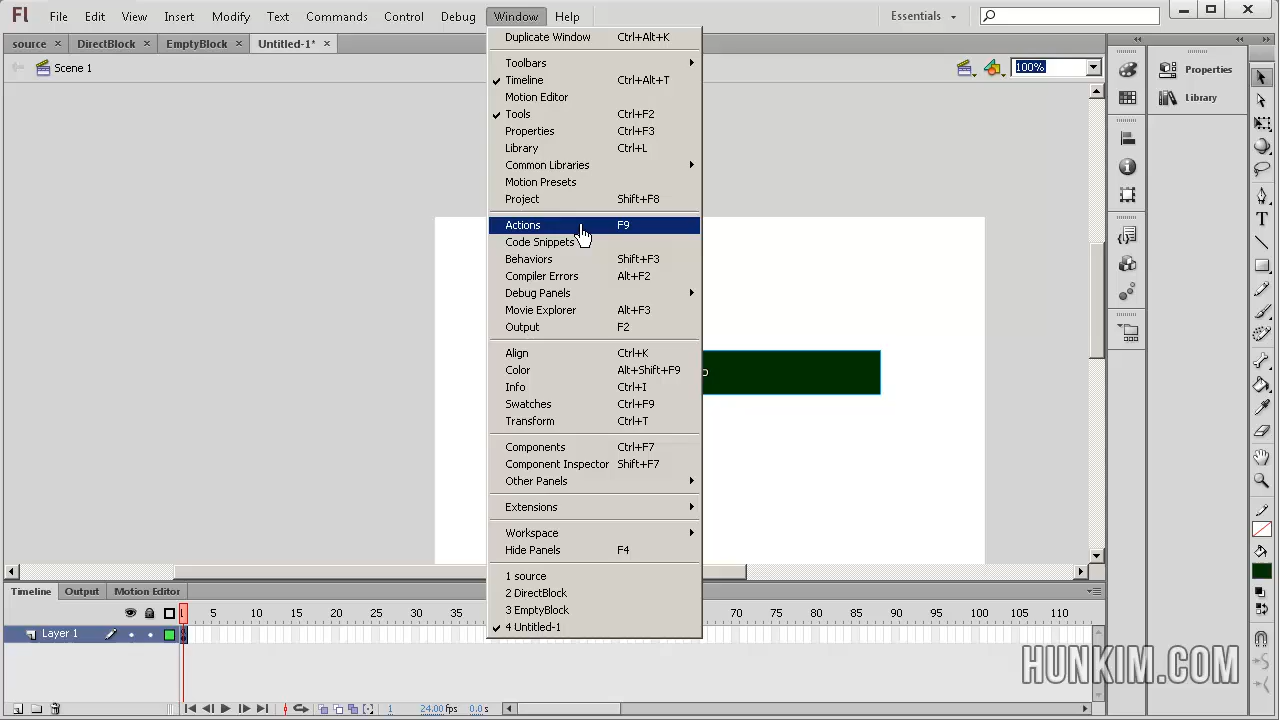 Fl File Edit View Insert Modify Text Commands Control Debug Window Help Essentials
source × DirectBlock × EmptyBlock × Untitled-1* ×
Scene 1 100%
Duplicate Window Ctrl+Alt+K
Toolbars
Timeline Ctrl+Alt+T
Motion Editor
Tools Ctrl+F2
Properties Ctrl+F3
Library Ctrl+L
Common Libraries
Motion Presets
Project Shift+F8
Actions F9
Code Snippets
Behaviors Shift+F3
Compiler Errors Alt+F2
Debug Panels
Movie Explorer Alt+F3
Output F2
Align Ctrl+K
Color Alt+Shift+F9
Info Ctrl+I
Swatches Ctrl+F9
Transform Ctrl+T
Components Ctrl+F7
Component Inspector Shift+F7
Other Panels
Extensions
Workspace
Hide Panels F4
1 source
2 DirectBlock
3 EmptyBlock
4 Untitled-1
Properties
Library
Timeline Output Motion Editor
1 5 10 15 20 25 30 35 70 75 80 85 90 95 100 105 110
Layer 1
1 24.00 fps 0.0 s
HUNKIM.COM